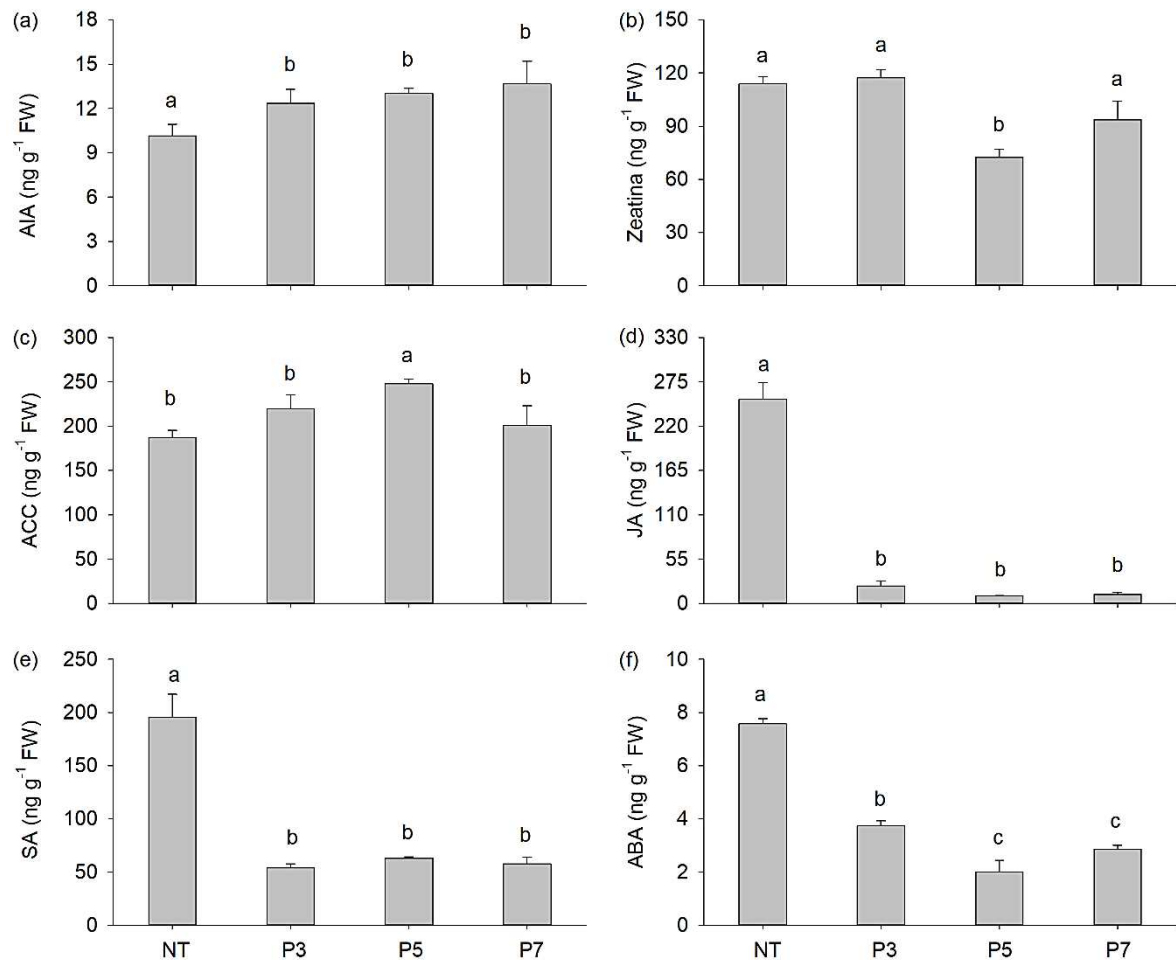 (a)
AIA (ng g⁻¹ FW)
18
15
12
9
6
3
0
a
b
b
b
(b)
Zeatina (ng g⁻¹ FW)
150
120
90
60
30
0
a
a
b
a
(c)
ACC (ng g⁻¹ FW)
300
250
200
150
100
50
0
b
b
a
b
(d)
JA (ng g⁻¹ FW)
330
275
220
165
110
55
0
a
b
b
b
(e)
SA (ng g⁻¹ FW)
250
200
150
100
50
0
a
b
b
b
NT P3 P5 P7
(f)
ABA (ng g⁻¹ FW)
10
8
6
4
2
0
a
b
c
c
NT P3 P5 P7